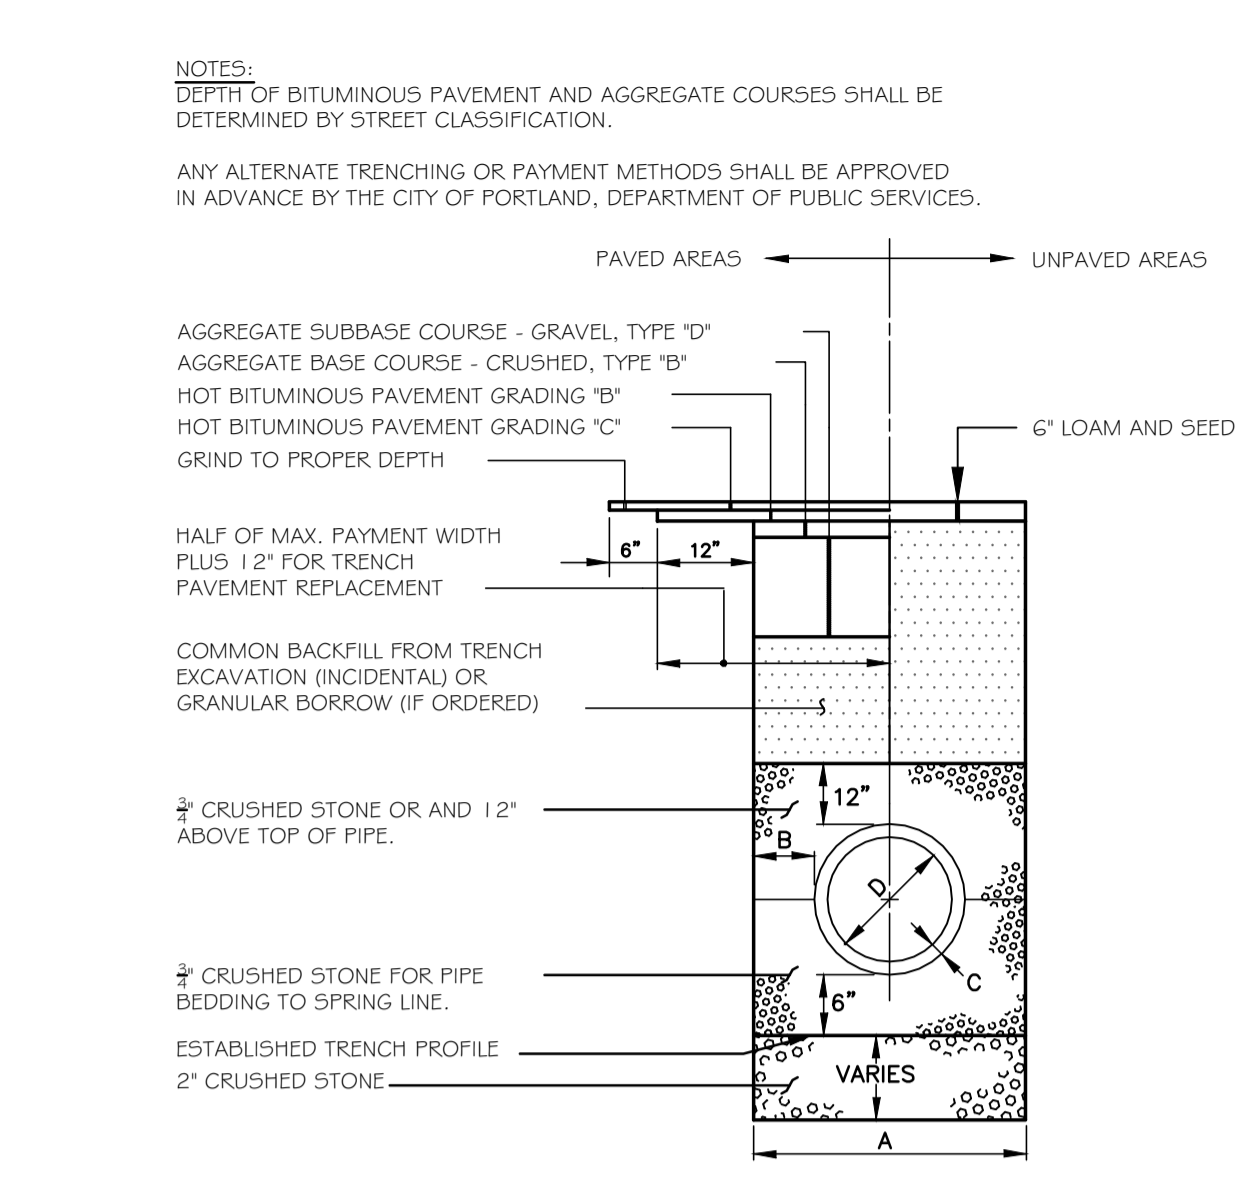 NOTES:
DEPTH OF BITUMINOUS PAVEMENT AND AGGREGATE COURSES SHALL BE
DETERMINED BY STREET CLASSIFICATION.
ANY ALTERNATE TRENCHING OR PAYMENT METHODS SHALL BE APPROVED
IN ADVANCE BY THE CITY OF PORTLAND, DEPARTMENT OF PUBLIC SERVICES.
PAVED AREAS
UNPAVED AREAS
AGGREGATE SUBBASE COURSE - GRAVEL, TYPE "D"
AGGREGATE BASE COURSE - CRUSHED, TYPE "B"
HOT BITUMINOUS PAVEMENT GRADING "B"
HOT BITUMINOUS PAVEMENT GRADING "C"
6" LOAM AND SEED
GRIND TO PROPER DEPTH
HALF OF MAX. PAYMENT WIDTH
PLUS 12" FOR TRENCH
PAVEMENT REPLACEMENT
6"
12"
COMMON BACKFILL FROM TRENCH
EXCAVATION (INCIDENTAL) OR
GRANULAR BORROW (IF ORDERED)
3/4" CRUSHED STONE OR AND 12"
ABOVE TOP OF PIPE.
12"
B
D
C
3/4" CRUSHED STONE FOR PIPE
BEDDING TO SPRING LINE.
6"
ESTABLISHED TRENCH PROFILE
2" CRUSHED STONE
VARIES
A